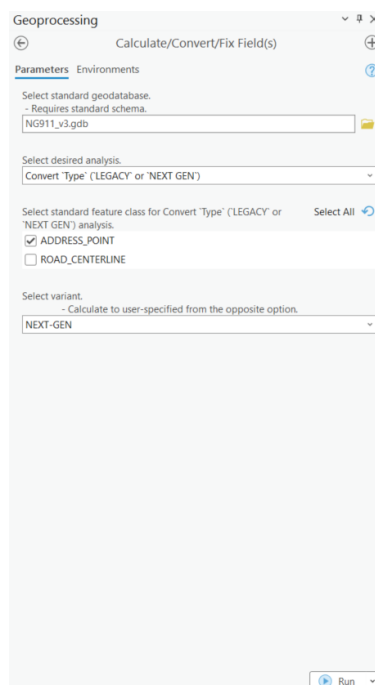 Geoprocessing
Calculate/Convert/Fix Field(s)
Parameters Environments
Select standard geodatabase.
- Requires standard schema.
NG911_v3.gdb
Select desired analysis.
Convert `Type` (`LEGACY` or `NEXT GEN`)
Select standard feature class for Convert `Type` (`LEGACY` or Select All
`NEXT GEN`) analysis.
ADDRESS_POINT
ROAD_CENTERLINE
Select variant.
- Calculate to user-specified from the opposite option.
NEXT-GEN
Run